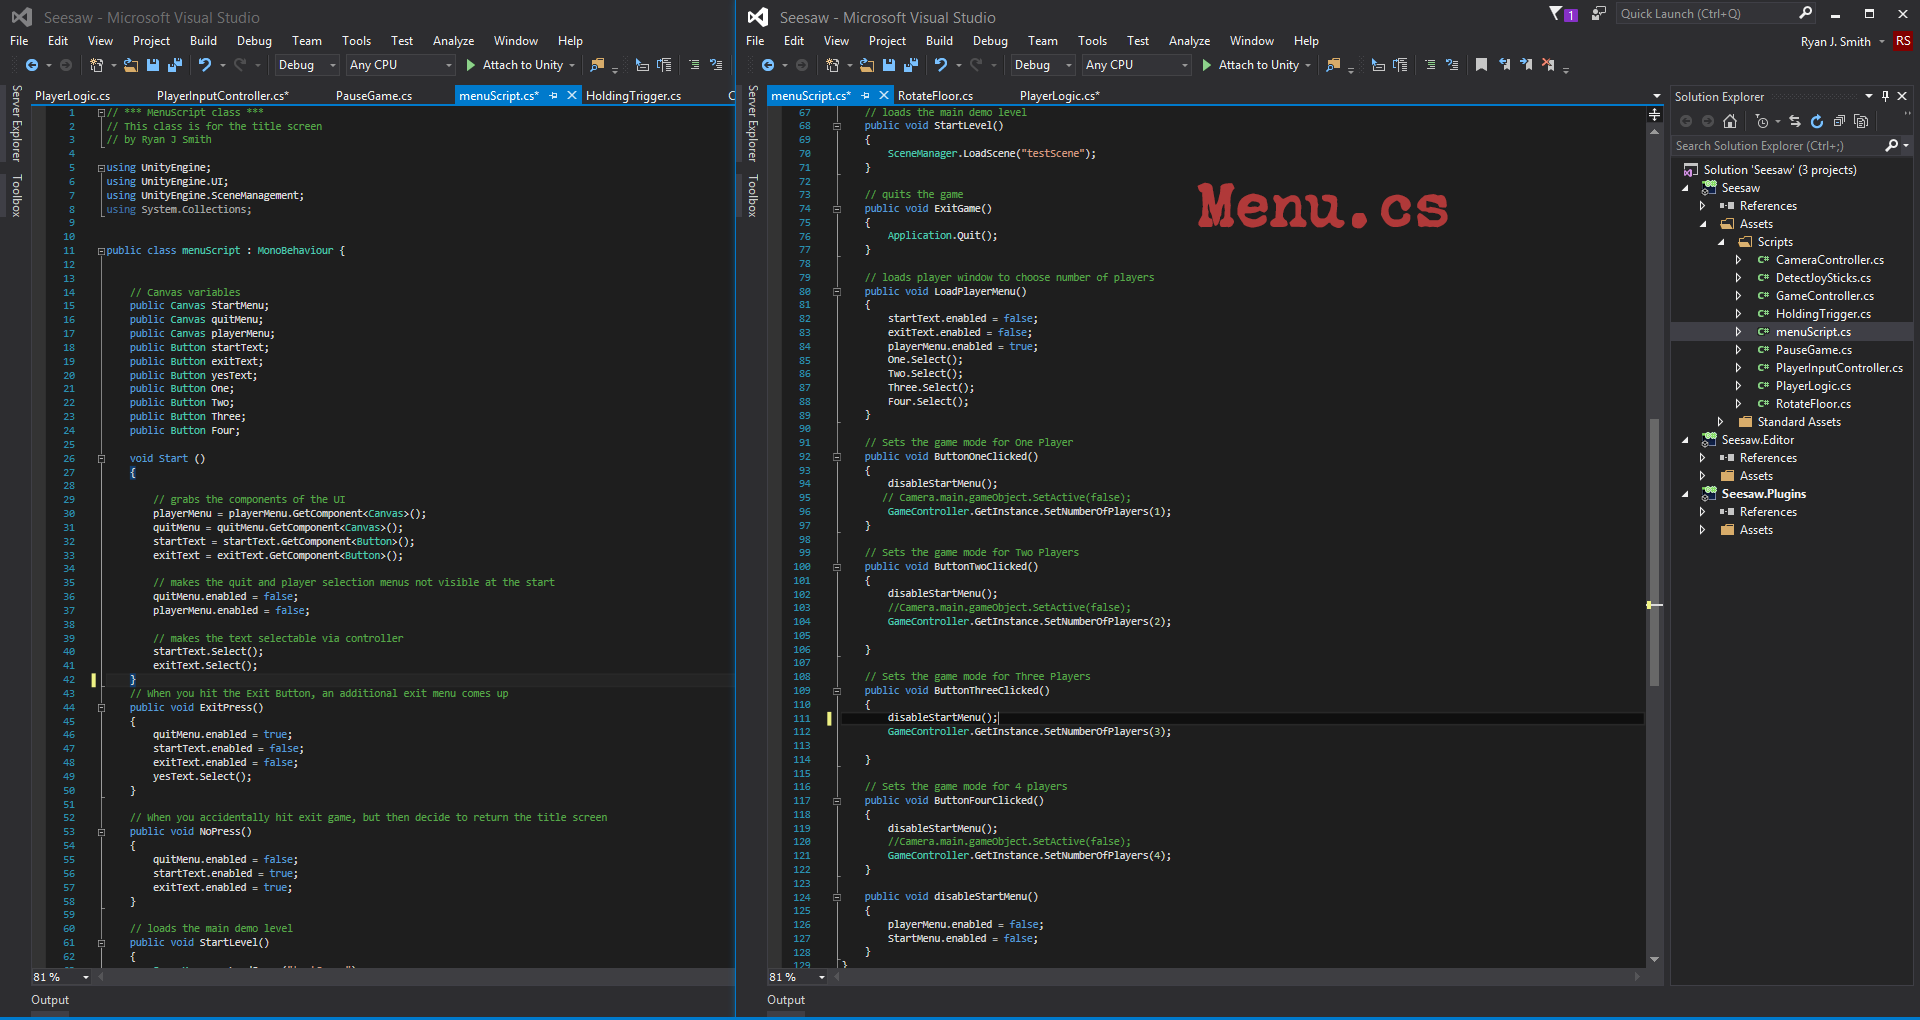 Seesaw - Microsoft Visual Studio
File Edit View Project Build Debug Team Tools Test Analyze Window Help
Debug Any CPU Attach to Unity
PlayerLogic.cs PlayerInputController.cs* PauseGame.cs menuScript.cs* HoldingTrigger.cs
Server Explorer
Toolbox
1 // *** MenuScript class ***
2 // This class is for the title screen
3 // by Ryan J Smith
4
5 using UnityEngine;
6 using UnityEngine.UI;
7 using UnityEngine.SceneManagement;
8 using System.Collections;
9
10
11 public class menuScript : MonoBehaviour {
12
13
14 // Canvas variables
15 public Canvas StartMenu;
16 public Canvas quitMenu;
17 public Canvas playerMenu;
18 public Button startText;
19 public Button exitText;
20 public Button yesText;
21 public Button One;
22 public Button Two;
23 public Button Three;
24 public Button Four;
25
26 void Start ()
27 {
28
29 // grabs the components of the UI
30 playerMenu = playerMenu.GetComponent<Canvas>();
31 quitMenu = quitMenu.GetComponent<Canvas>();
32 startText = startText.GetComponent<Button>();
33 exitText = exitText.GetComponent<Button>();
34
35 // makes the quit and player selection menus not visible at the start
36 quitMenu.enabled = false;
37 playerMenu.enabled = false;
38
39 // makes the text selectable via controller
40 startText.Select();
41 exitText.Select();
42 }
43 // When you hit the Exit Button, an additional exit menu comes up
44 public void ExitPress()
45 {
46 quitMenu.enabled = true;
47 startText.enabled = false;
48 exitText.enabled = false;
49 yesText.Select();
50 }
51
52 // When you accidentally hit exit game, but then decide to return the title screen
53 public void NoPress()
54 {
55 quitMenu.enabled = false;
56 startText.enabled = true;
57 exitText.enabled = true;
58 }
59
60 // loads the main demo level
61 public void StartLevel()
62 {
81 %
Output
Seesaw - Microsoft Visual Studio
1 Quick Launch (Ctrl+Q)
File Edit View Project Build Debug Team Tools Test Analyze Window Help
Ryan J. Smith RS
Debug Any CPU Attach to Unity
menuScript.cs* RotateFloor.cs PlayerLogic.cs*
Server Explorer
Toolbox
67 // loads the main demo level
68 public void StartLevel()
69 {
70 SceneManager.LoadScene("testScene");
71 }
72
73 // quits the game
74 public void ExitGame()
75 {
76 Application.Quit();
77 }
78
79 // loads player window to choose number of players
80 public void LoadPlayerMenu()
81 {
82 startText.enabled = false;
83 exitText.enabled = false;
84 playerMenu.enabled = true;
85 One.Select();
86 Two.Select();
87 Three.Select();
88 Four.Select();
89 }
90
91 // Sets the game mode for One Player
92 public void ButtonOneClicked()
93 {
94 disableStartMenu();
95 // Camera.main.gameObject.SetActive(false);
96 GameController.GetInstance.SetNumberOfPlayers(1);
97 }
98
99 // Sets the game mode for Two Players
100 public void ButtonTwoClicked()
101 {
102 disableStartMenu();
103 //Camera.main.gameObject.SetActive(false);
104 GameController.GetInstance.SetNumberOfPlayers(2);
105
106 }
107
108 // Sets the game mode for Three Players
109 public void ButtonThreeClicked()
110 {
111 disableStartMenu();
112 GameController.GetInstance.SetNumberOfPlayers(3);
113
114 }
115
116 // Sets the game mode for 4 players
117 public void ButtonFourClicked()
118 {
119 disableStartMenu();
120 //Camera.main.gameObject.SetActive(false);
121 GameController.GetInstance.SetNumberOfPlayers(4);
122 }
123
124 public void disableStartMenu()
125 {
126 playerMenu.enabled = false;
127 StartMenu.enabled = false;
128 }
129 }
81 %
Output
Menu.cs
Solution Explorer
Search Solution Explorer (Ctrl+;)
Solution 'Seesaw' (3 projects)
Seesaw
References
Assets
Scripts
C# CameraController.cs
C# DetectJoySticks.cs
C# GameController.cs
C# HoldingTrigger.cs
C# menuScript.cs
C# PauseGame.cs
C# PlayerInputController.cs
C# PlayerLogic.cs
C# RotateFloor.cs
Standard Assets
Seesaw.Editor
References
Assets
Seesaw.Plugins
References
Assets